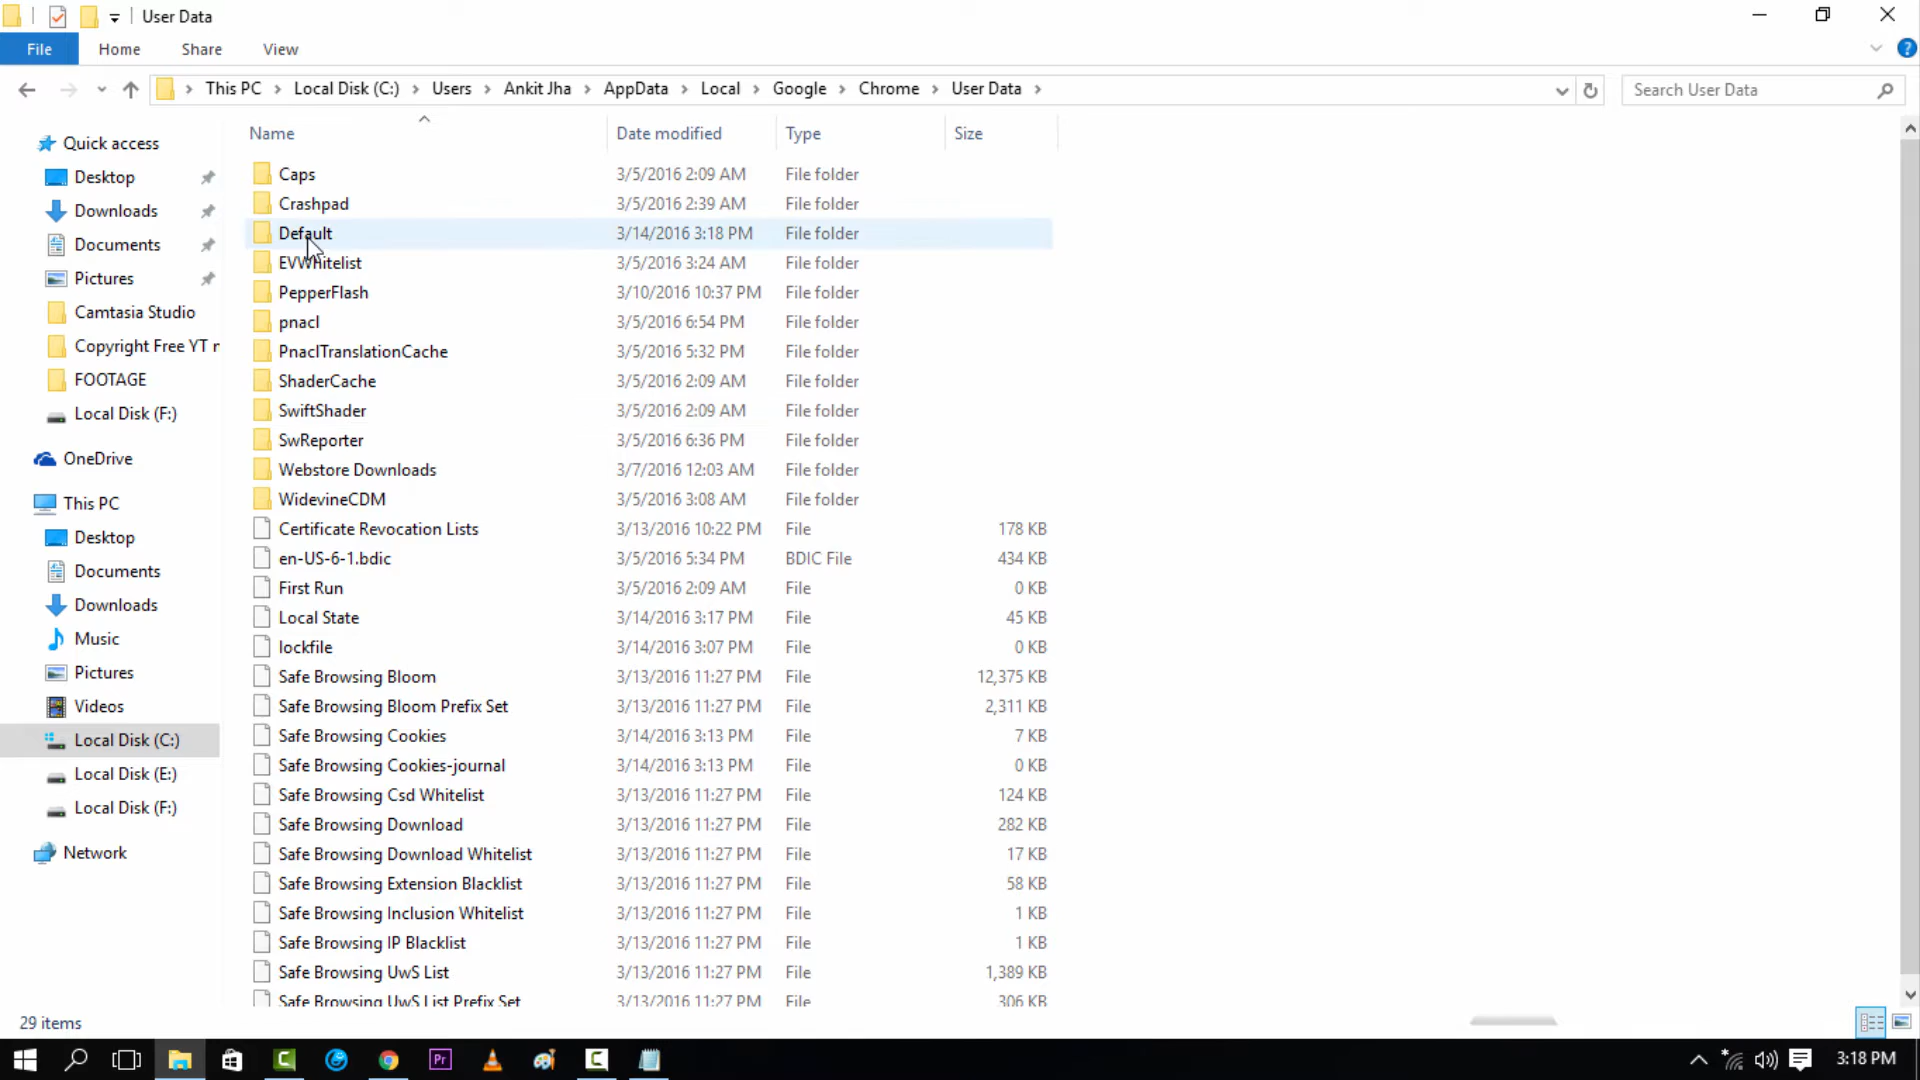 User Data
File Home Share View
This PC Local Disk (C:) Users Ankit Jha AppData Local Google Chrome User Data
Search User Data
Name Date modified Type Size
Quick access
Desktop
Downloads
Documents
Pictures
Camtasia Studio
Copyright Free YT r
FOOTAGE
Local Disk (F:)
OneDrive
This PC
Desktop
Documents
Downloads
Music
Pictures
Videos
Local Disk (C:)
Local Disk (E:)
Local Disk (F:)
Network
Caps 3/5/2016 2:09 AM File folder
Crashpad 3/5/2016 2:39 AM File folder
Default 3/14/2016 3:18 PM File folder
EVWhitelist 3/5/2016 3:24 AM File folder
PepperFlash 3/10/2016 10:37 PM File folder
pnacl 3/5/2016 6:54 PM File folder
PnaclTranslationCache 3/5/2016 5:32 PM File folder
ShaderCache 3/5/2016 2:09 AM File folder
SwiftShader 3/5/2016 2:09 AM File folder
SwReporter 3/5/2016 6:36 PM File folder
Webstore Downloads 3/7/2016 12:03 AM File folder
WidevineCDM 3/5/2016 3:08 AM File folder
Certificate Revocation Lists 3/13/2016 10:22 PM File 178 KB
en-US-6-1.bdic 3/5/2016 5:34 PM BDIC File 434 KB
First Run 3/5/2016 2:09 AM File 0 KB
Local State 3/14/2016 3:17 PM File 45 KB
lockfile 3/14/2016 3:07 PM File 0 KB
Safe Browsing Bloom 3/13/2016 11:27 PM File 12,375 KB
Safe Browsing Bloom Prefix Set 3/13/2016 11:27 PM File 2,311 KB
Safe Browsing Cookies 3/14/2016 3:13 PM File 7 KB
Safe Browsing Cookies-journal 3/14/2016 3:13 PM File 0 KB
Safe Browsing Csd Whitelist 3/13/2016 11:27 PM File 124 KB
Safe Browsing Download 3/13/2016 11:27 PM File 282 KB
Safe Browsing Download Whitelist 3/13/2016 11:27 PM File 17 KB
Safe Browsing Extension Blacklist 3/13/2016 11:27 PM File 58 KB
Safe Browsing Inclusion Whitelist 3/13/2016 11:27 PM File 1 KB
Safe Browsing IP Blacklist 3/13/2016 11:27 PM File 1 KB
Safe Browsing UwS List 3/13/2016 11:27 PM File 1,389 KB
Safe Browsing UwS List Prefix Set 3/13/2016 11:27 PM File 306 KB
29 items
Pr
3:18 PM